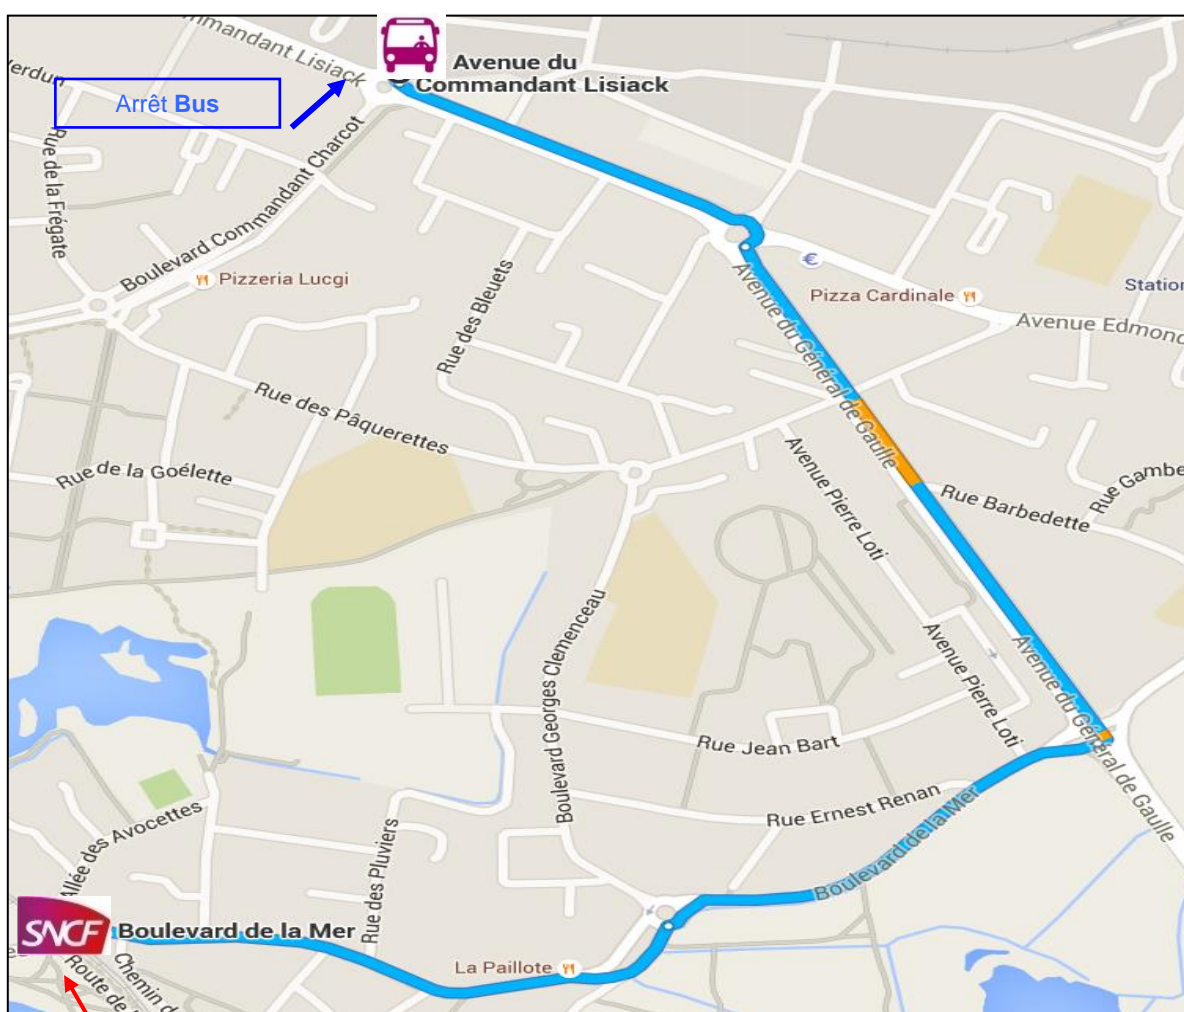 mmandant Lisiack
Avenue du
Commandant Lisiack
erdun
Arrêt Bus
Rue de la Frégate
Boulevard Commandant Charcot
Pizzeria Lucgi
Rue des Bleuets
€
Pizza Cardinale
Station
Avenue Edmond
Avenue du Général de Gaulle
Rue des Pâquerettes
Rue de la Goélette
Avenue Pierre Loti
Rue Barbedette
Rue Gambe
Boulevard Georges Clemenceau
Avenue Pierre Loti
Avenue du Général de Gaulle
Rue Jean Bart
Rue Ernest Renan
Boulevard de la Mer
Allée des Avocettes
Rue des Pluviers
SNCF
Boulevard de la Mer
La Paillote
Route de
Chemin d